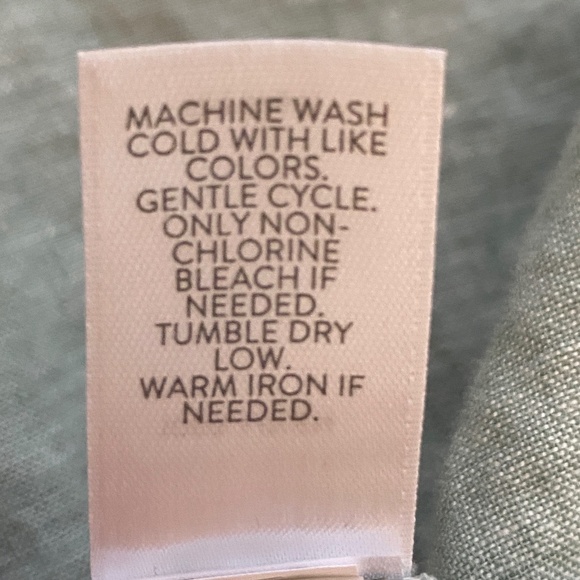 MACHINE WASH
COLD WITH LIKE
COLORS.
GENTLE CYCLE.
ONLY NON-
CHLORINE
BLEACH IF
NEEDED.
TUMBLE DRY
LOW.
WARM IRON IF
NEEDED.